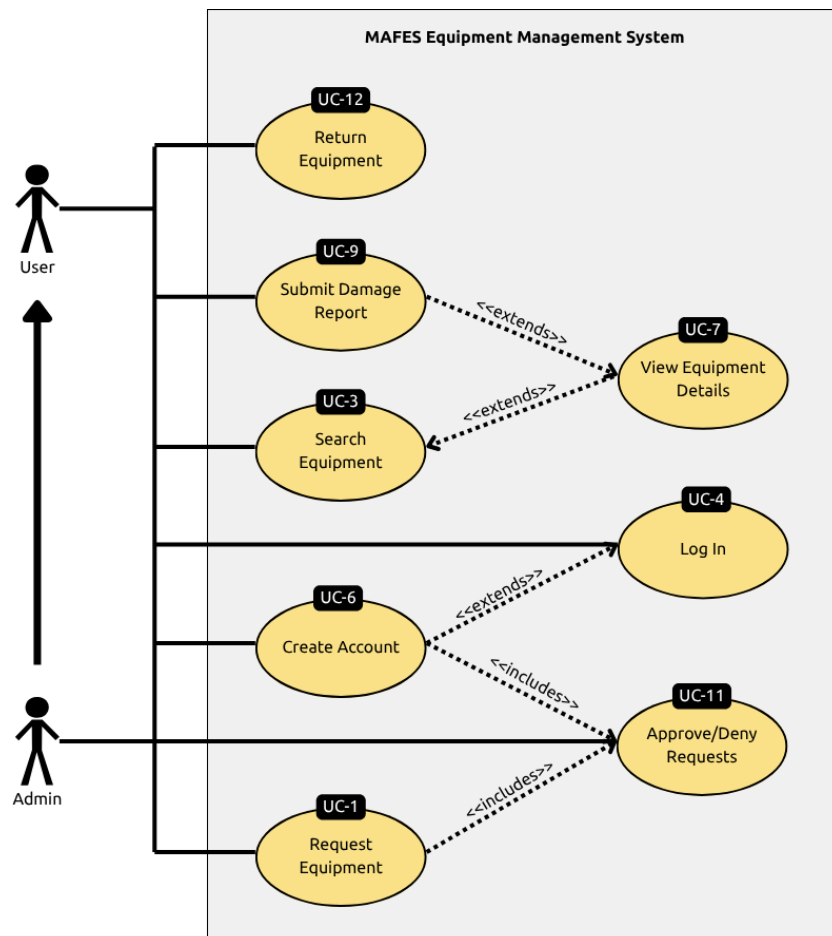 MAFES Equipment Management System
UC-12
Return
Equipment
User
UC-9
Submit Damage
Report
<<extends>>
UC-7
View Equipment
Details
<<extends>>
UC-3
Search
Equipment
UC-4
Log In
<<extends>>
UC-6
Create Account
<<includes>>
UC-11
Approve/Deny
Requests
Admin
<<includes>>
UC-1
Request
Equipment